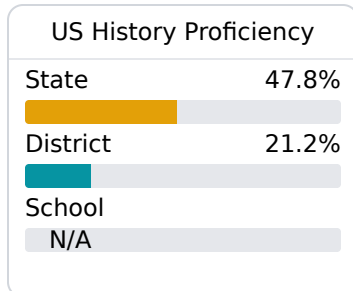 US History Proficiency
State 47.8%
District 21.2%
School
N/A